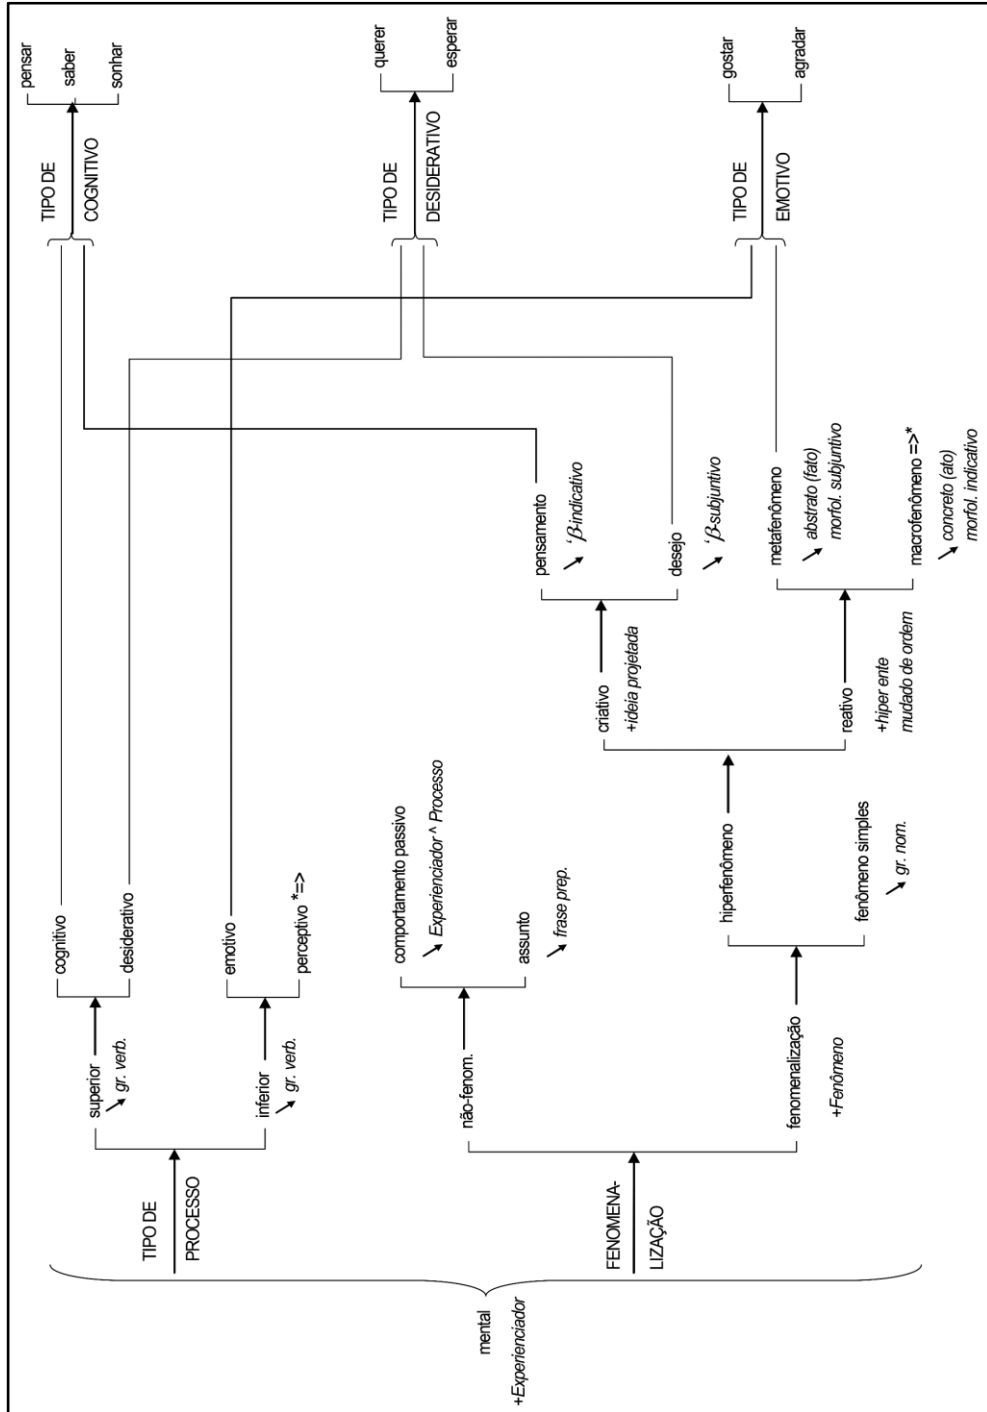 mental
+Experienciador
TIPO DE
PROCESSO
superior
gr. verb.
cognitivo
desiderativo
inferior
gr. verb.
emotivo
perceptivo *=>
FENOMENA-
LIZAÇÃO
não-fenom.
comportamento passivo
Experienciador ^ Processo
assunto
frase prep.
fenomenalização
+Fenômeno
hiperfenômeno
fenômeno simples
gr. nom.
criativo
+ideia projetada
pensamento
'β-indicativo
desejo
'β-subjuntivo
reativo
+hiper ente
mudado de ordem
metafenômeno
abstrato (fato)
morfol. subjuntivo
macrofenômeno =>*
concreto (ato)
morfol. indicativo
TIPO DE
COGNITIVO
pensar
saber
sonhar
TIPO DE
DESIDERATIVO
querer
esperar
TIPO DE
EMOTIVO
gostar
agradar